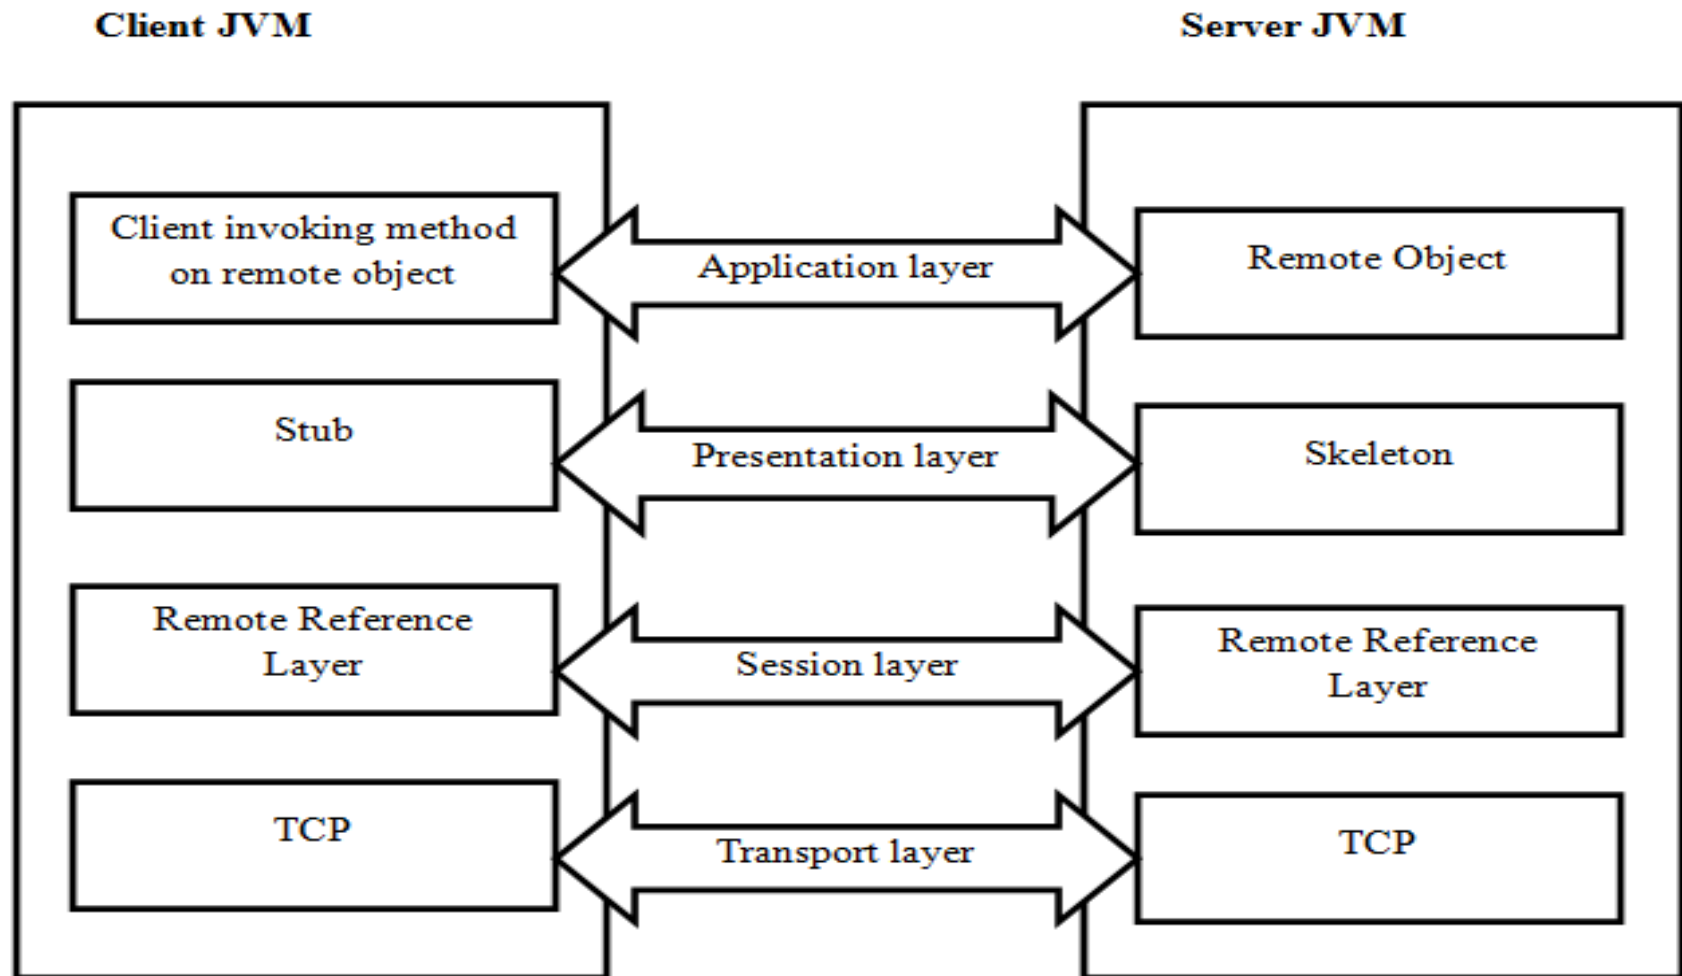 Client JVM
Server JVM
Client invoking method
on remote object
Application layer
Remote Object
Stub
Presentation layer
Skeleton
Remote Reference
Layer
Session layer
Remote Reference
Layer
TCP
Transport layer
TCP